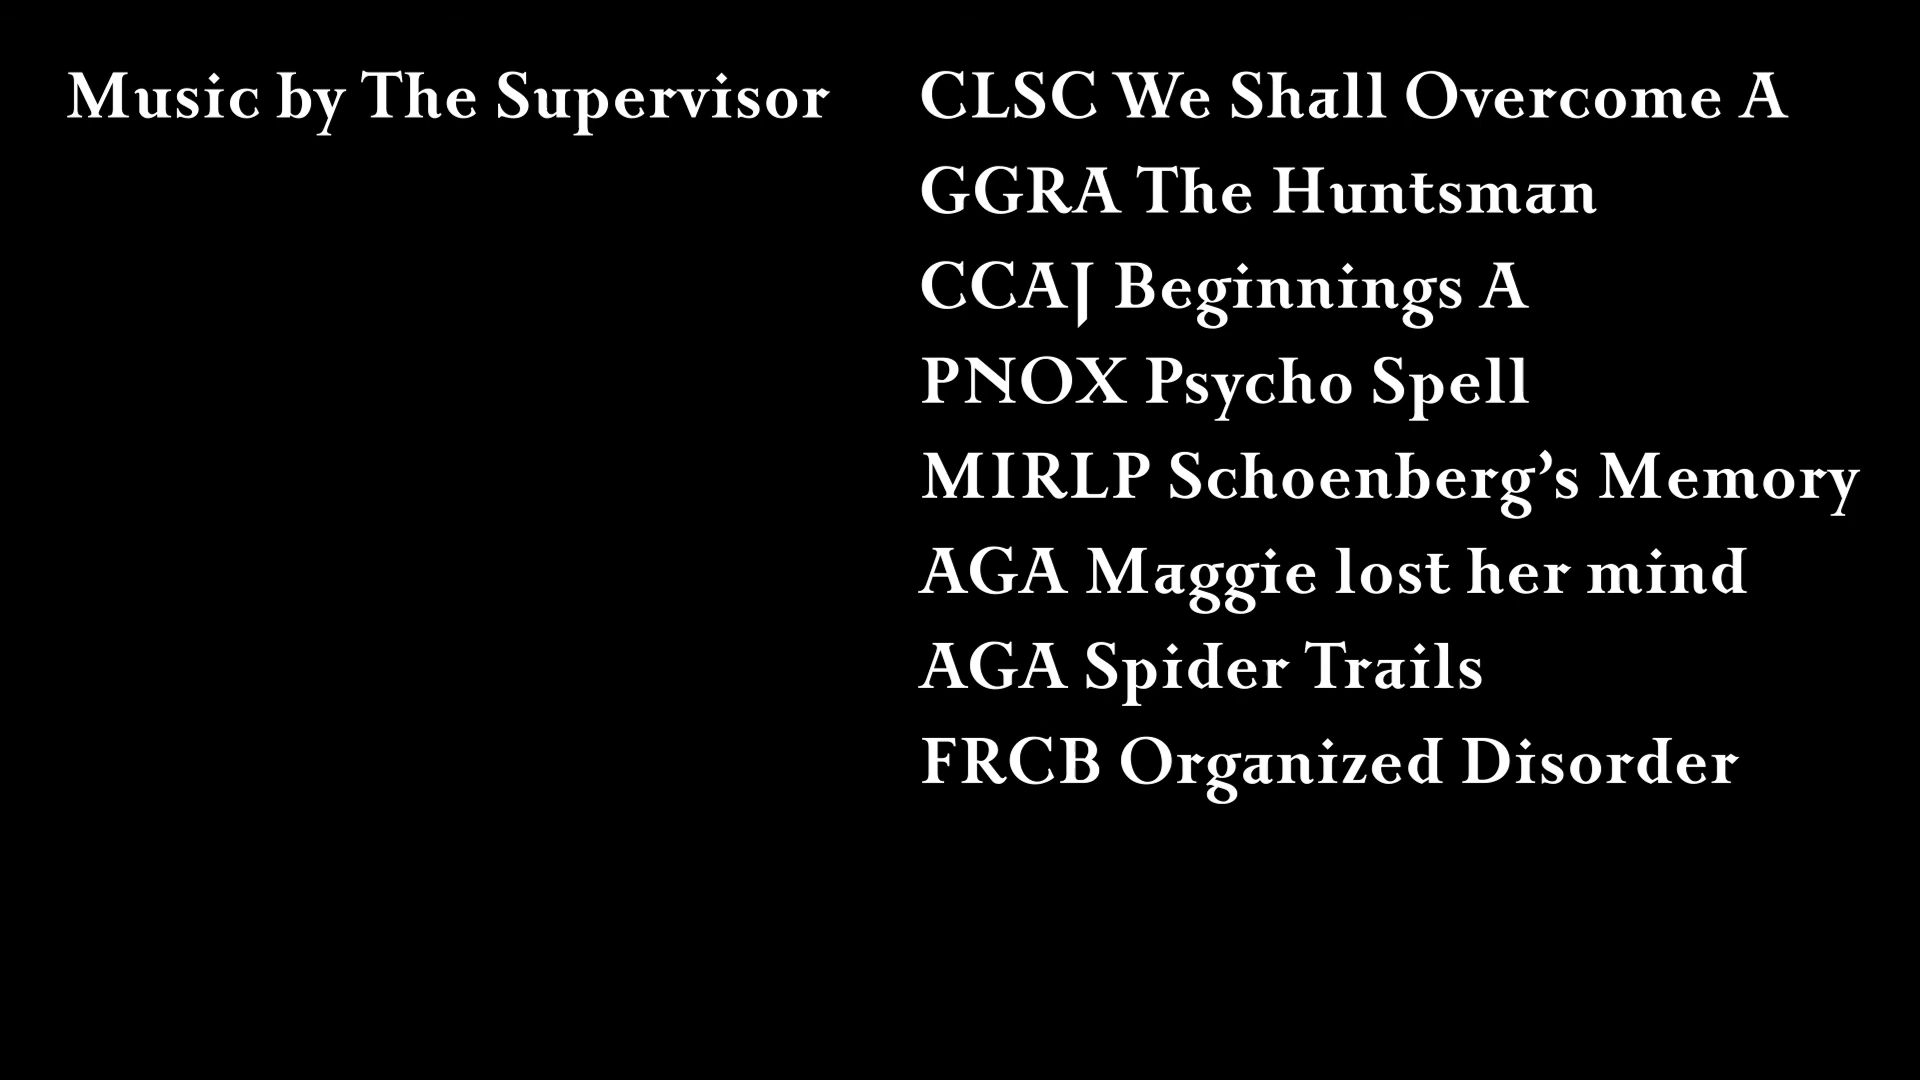 Music by The Supervisor
CLSC We Shall Overcome A
GGRA The Huntsman
CCAJ Beginnings A
PNOX Psycho Spell
MIRLP Schoenberg’s Memory
AGA Maggie lost her mind
AGA Spider Trails
FRCB Organized Disorder